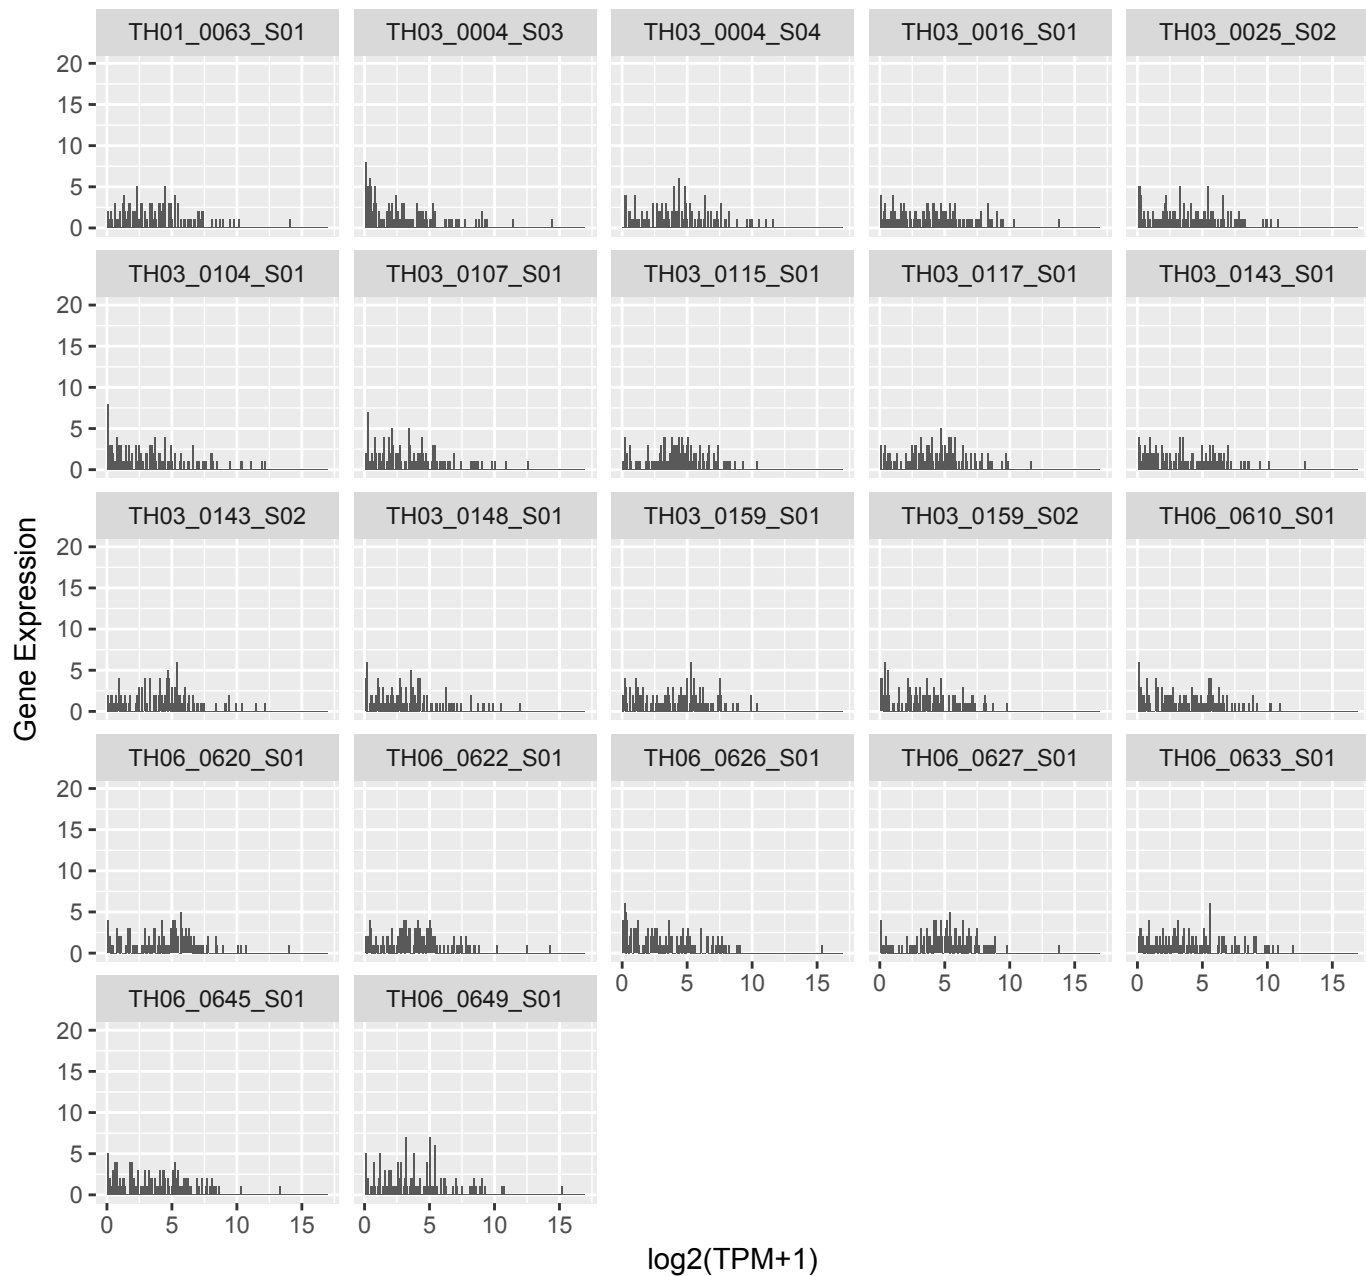 TH01_0063_S01 TH03_0004_S03 TH03_0004_S04 TH03_0016_S01 TH03_0025_S02
20
15
10
5
0
TH03_0104_S01 TH03_0107_S01 TH03_0115_S01 TH03_0117_S01 TH03_0143_S01
20
15
10
5
0
TH03_0143_S02 TH03_0148_S01 TH03_0159_S01 TH03_0159_S02 TH06_0610_S01
20
15
10
5
0
Gene Expression
TH06_0620_S01 TH06_0622_S01 TH06_0626_S01 TH06_0627_S01 TH06_0633_S01
20
15
10
5
0
0 5 10 15 0 5 10 15 0 5 10 15
TH06_0645_S01 TH06_0649_S01
20
15
10
5
0
0 5 10 15 0 5 10 15
log2(TPM+1)